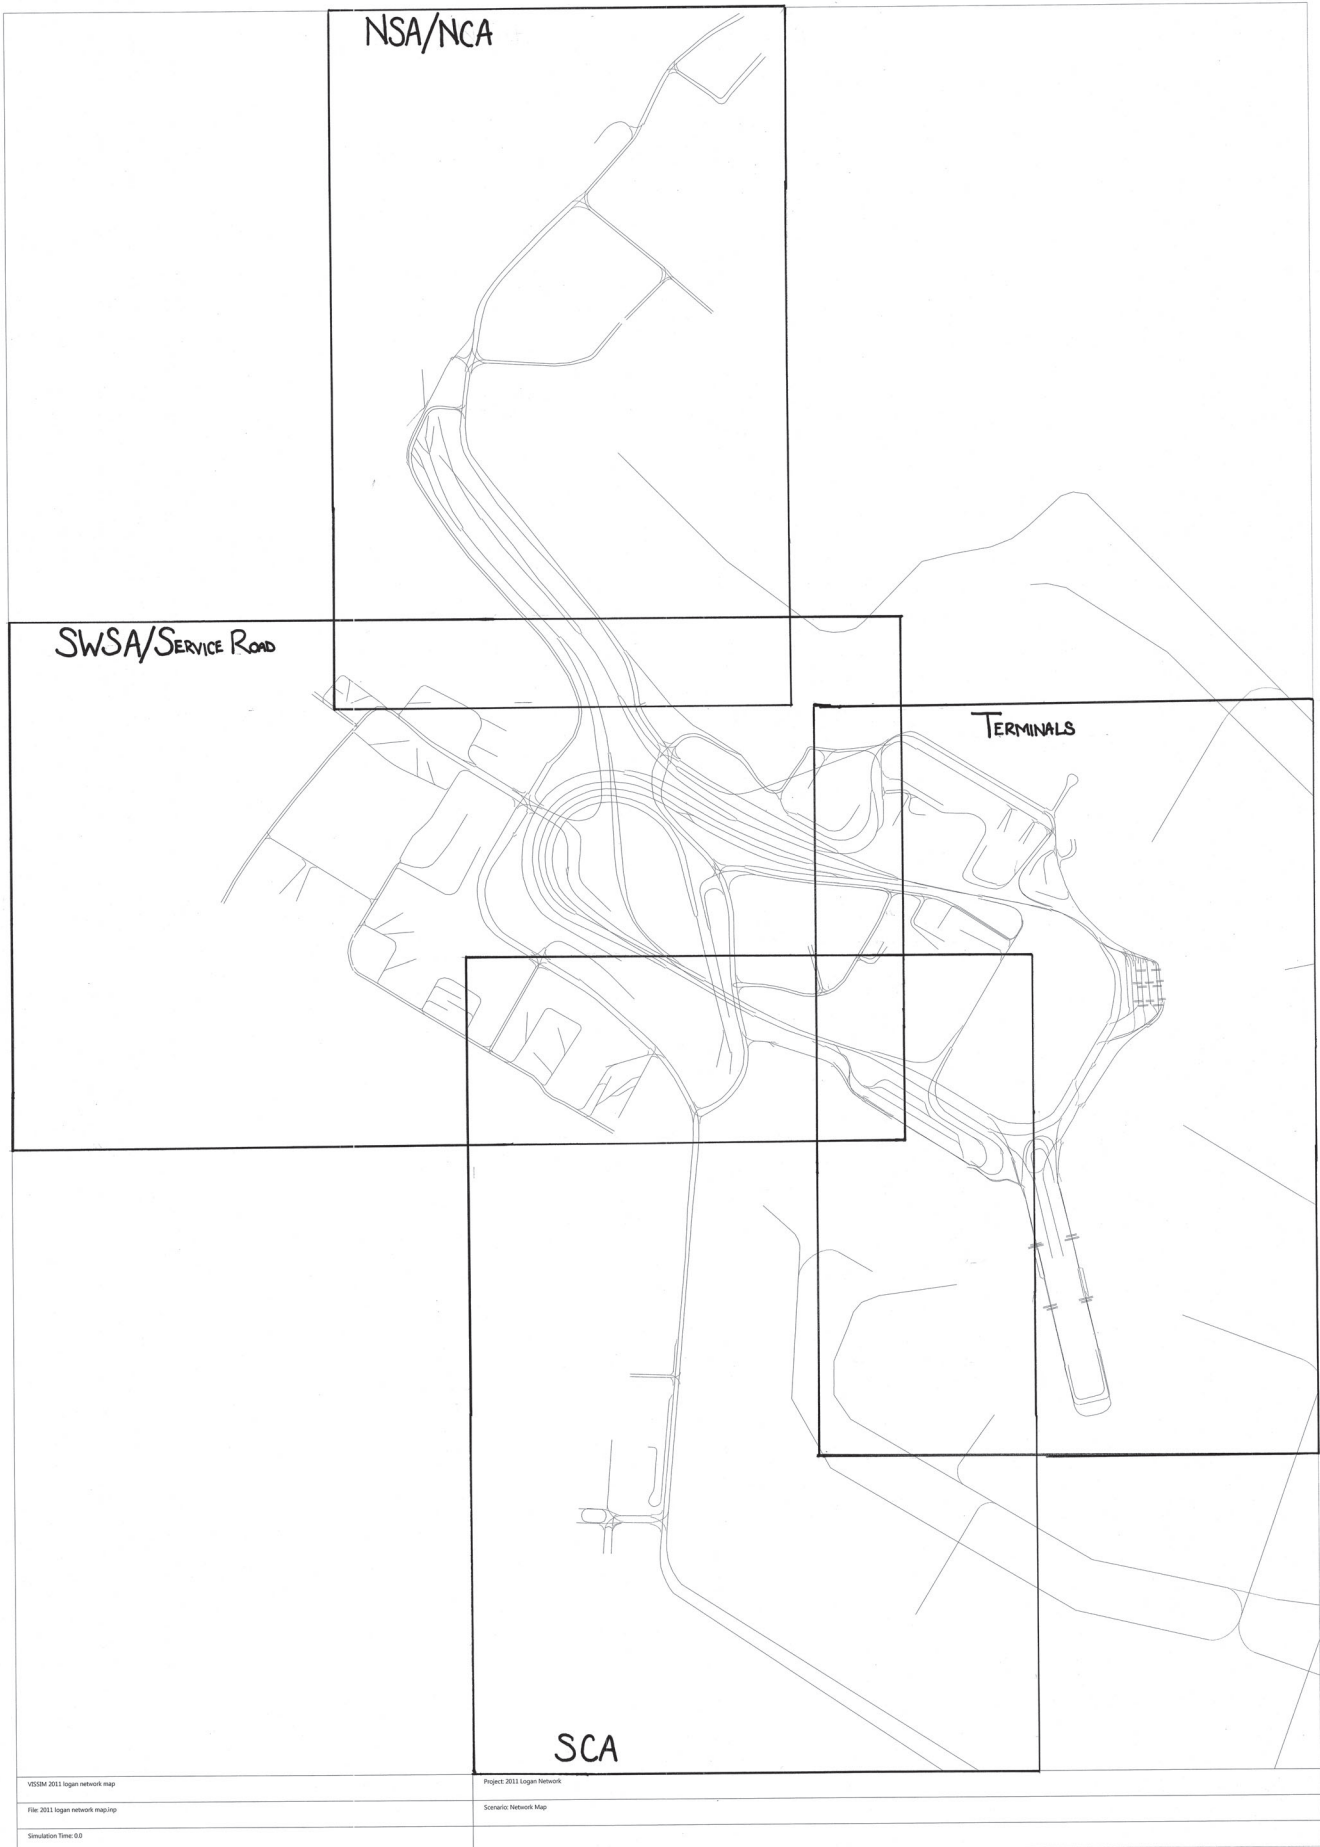 NSA/NCA
SWSA/SERVICE ROAD
TERMINALS
SCA
VISSIM 2011 logan network map
Project: 2011 Logan Network
File: 2011 logan network map.inp
Scenario: Network Map
Simulation Time: 0.0